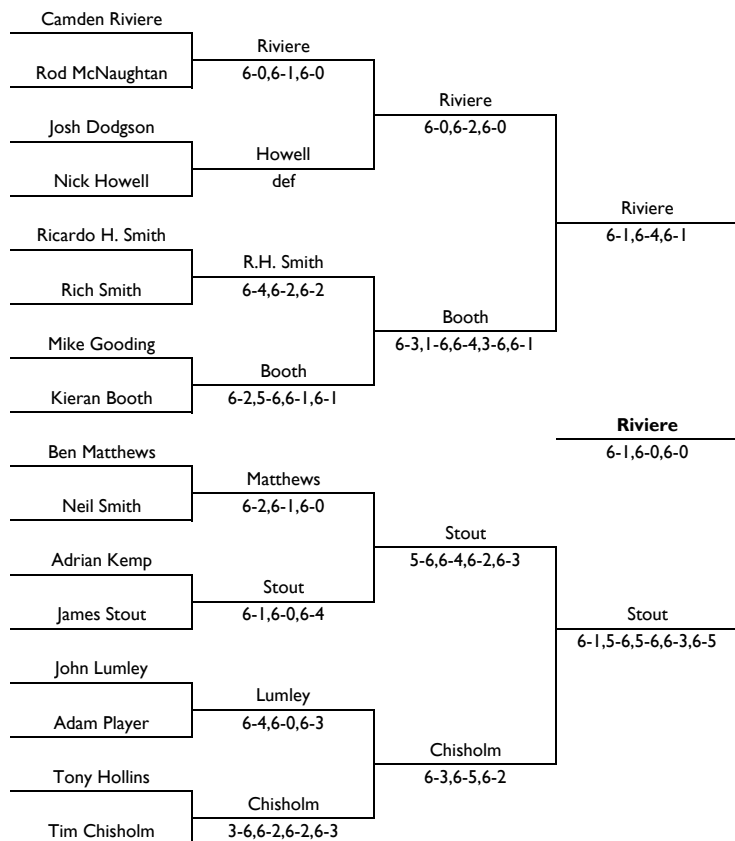 Camden Riviere
Riviere
Rod McNaughtan
6-0,6-1,6-0
Riviere
Josh Dodgson
6-0,6-2,6-0
Howell
Nick Howell
def
Riviere
Ricardo H. Smith
6-1,6-4,6-1
R.H. Smith
Rich Smith
6-4,6-2,6-2
Booth
Mike Gooding
6-3,1-6,6-4,3-6,6-1
Booth
Kieran Booth
6-2,5-6,6-1,6-1
Riviere
Ben Matthews
6-1,6-0,6-0
Matthews
Neil Smith
6-2,6-1,6-0
Stout
Adrian Kemp
5-6,6-4,6-2,6-3
Stout
James Stout
6-1,6-0,6-4
Stout
John Lumley
6-1,5-6,5-6,6-3,6-5
Lumley
Adam Player
6-4,6-0,6-3
Chisholm
Tony Hollins
6-3,6-5,6-2
Chisholm
Tim Chisholm
3-6,6-2,6-2,6-3